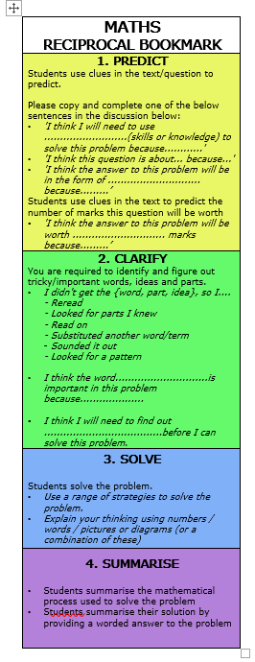 MATHS
RECIPROCAL BOOKMARK
1. PREDICT
Students use clues in the text/question to
predict.
Please copy and complete one of the below
sentences in the discussion below:
• 'I think I will need to use
..........................(skills or knowledge) to
solve this problem because............'
• 'I think this question is about... because...'
• 'I think the answer to this problem will be
in the form of .............................
because.........'
Students use clues in the text to predict the
number of marks this question will be worth
• 'I think the answer to this problem will be
worth ............................. marks
because.........'
2. CLARIFY
You are required to identify and figure out
tricky/important words, ideas and parts.
• I didn't get the {word, part, idea}, so I....
- Reread
- Looked for parts I knew
- Read on
- Substituted another word/term
- Sounded it out
- Looked for a pattern
• I think the word.............................is
important in this problem
because....................
• I think I will need to find out
.....................................before I can
solve this problem.
3. SOLVE
Students solve the problem.
• Use a range of strategies to solve the
problem.
• Explain your thinking using numbers /
words / pictures or diagrams (or a
combination of these)
4. SUMMARISE
• Students summarise the mathematical
process used to solve the problem
• Students summarise their solution by
providing a worded answer to the problem